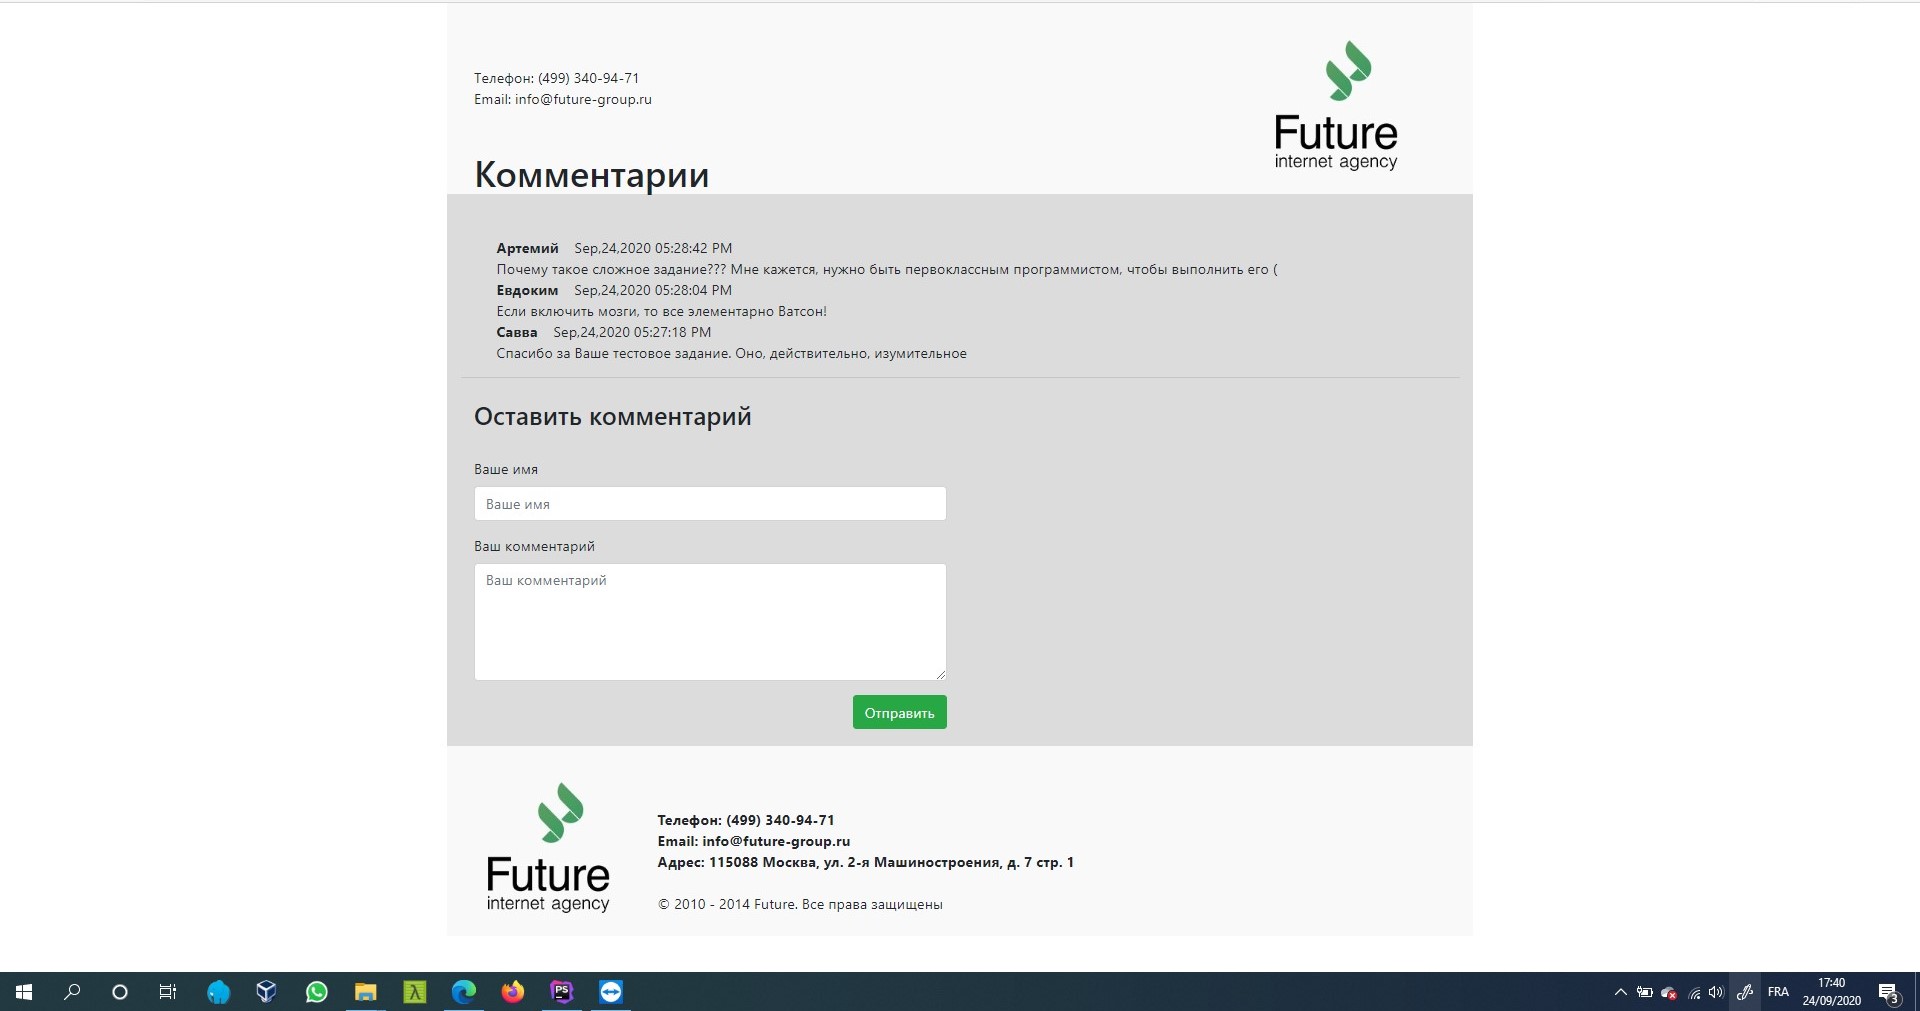 Телефон: (499) 340-94-71
Email: info@future-group.ru
Future
internet agency
Комментарии
Артемий Sep,24,2020 05:28:42 PM
Почему такое сложное задание??? Мне кажется, нужно быть первоклассным программистом, чтобы выполнить его (
Евдоким Sep,24,2020 05:28:04 PM
Если включить мозги, то все элементарно Ватсон!
Савва Sep,24,2020 05:27:18 PM
Спасибо за Ваше тестовое задание. Оно, действительно, изумительное
Оставить комментарий
Ваше имя
Ваше имя
Ваш комментарий
Ваш комментарий
Отправить
Future
internet agency
Телефон: (499) 340-94-71
Email: info@future-group.ru
Адрес: 115088 Москва, ул. 2-я Машиностроения, д. 7 стр. 1
© 2010 - 2014 Future. Все права защищены
λ
PS
FRA
17:40
24/09/2020
3